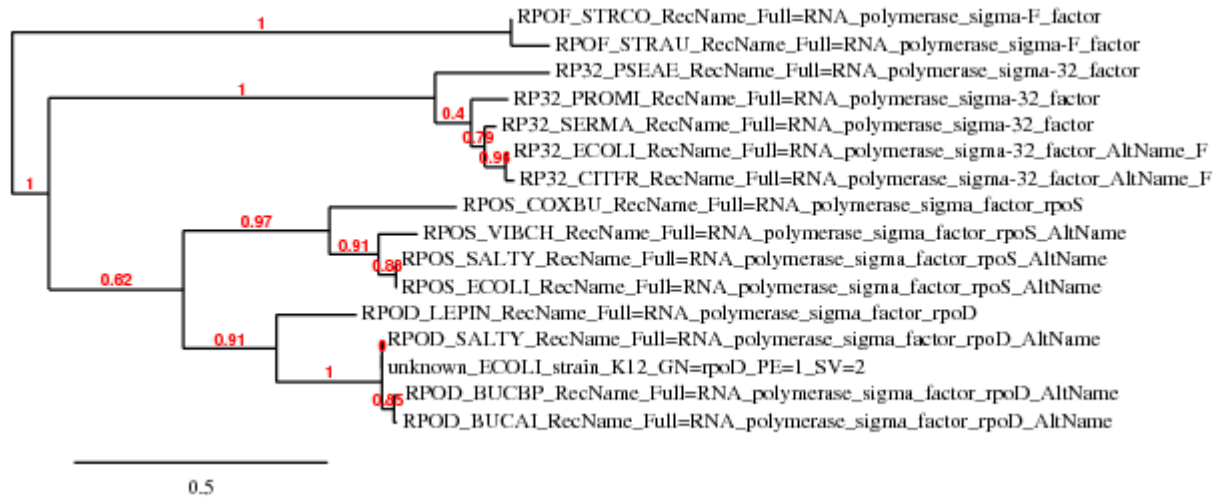 RPOF_STRCO_RecName_Full=RNA_polymerase_sigma-F_factor
1
RPOF_STRAU_RecName_Full=RNA_polymerase_sigma-F_factor
RP32_PSEAE_RecName_Full=RNA_polymerase_sigma-32_factor
1
RP32_PROMI_RecName_Full=RNA_polymerase_sigma-32_factor
0.4
RP32_SERMA_RecName_Full=RNA_polymerase_sigma-32_factor
0.79
RP32_ECOLI_RecName_Full=RNA_polymerase_sigma-32_factor_AltName_F
RP32_CITFR_RecName_Full=RNA_polymerase_sigma-32_factor_AltName_F
1
RPOS_COXBU_RecName_Full=RNA_polymerase_sigma_factor_rpoS
0.97
RPOS_VIBCH_RecName_Full=RNA_polymerase_sigma_factor_rpoS_AltName
0.91
RPOS_SALTY_RecName_Full=RNA_polymerase_sigma_factor_rpoS_AltName
0.62
RPOS_ECOLI_RecName_Full=RNA_polymerase_sigma_factor_rpoS_AltName
RPOD_LEPIN_RecName_Full=RNA_polymerase_sigma_factor_rpoD
0.91
RPOD_SALTY_RecName_Full=RNA_polymerase_sigma_factor_rpoD_AltName
unknown_ECOLI_strain_K12_GN=rpoD_PE=1_SV=2
1
RPOD_BUCBP_RecName_Full=RNA_polymerase_sigma_factor_rpoD_AltName
0.85
RPOD_BUCAI_RecName_Full=RNA_polymerase_sigma_factor_rpoD_AltName
0.5